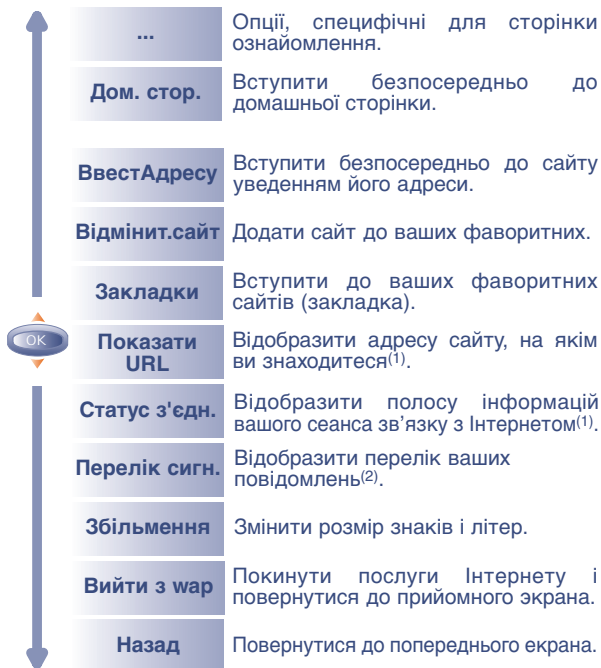 ...
Опції, специфічні для сторінки
ознайомлення.
Дом. стор.
Вступити безпосередньо до
домашньої сторінки.
ВвестАдресу
Вступити безпосередньо до сайту
уведенням його адреси.
Відмінит.сайт
Додати сайт до ваших фаворитних.
Закладки
Вступити до ваших фаворитних
сайтів (закладка).
OK
Показати
URL
Відобразити адресу сайту, на якім
ви знаходитеся(1).
Статус з'єдн.
Відобразити полосу інформацій
вашого сеанса зв’язку з Інтернетом(1).
Перелік сигн.
Відобразити перелік ваших
повідомлень(2).
Збільмення
Змінити розмір знаків і літер.
Вийти з wap
Покинути послуги Інтернету і
повернутися до прийомного экрана.
Назад
Повернутися до попереднього екрана.